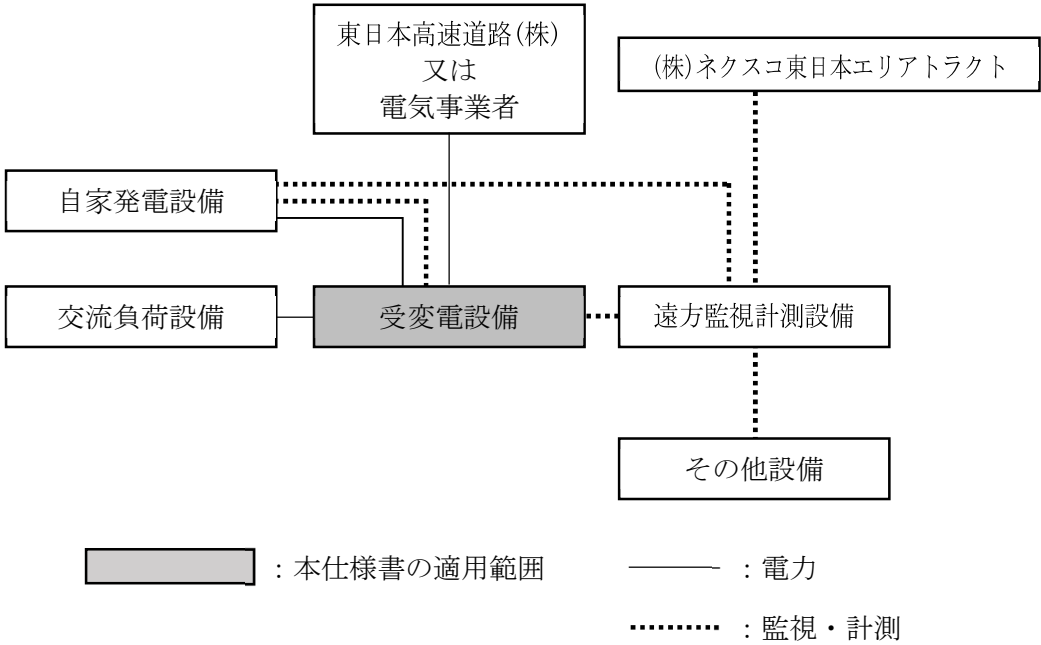 東日本高速道路(株)
又は
電気事業者
(株)ネクスコ東日本エリアトラクト
自家発電設備
交流負荷設備
受変電設備
遠方監視計測設備
その他設備
：本仕様書の適用範囲
：電力
：監視・計測